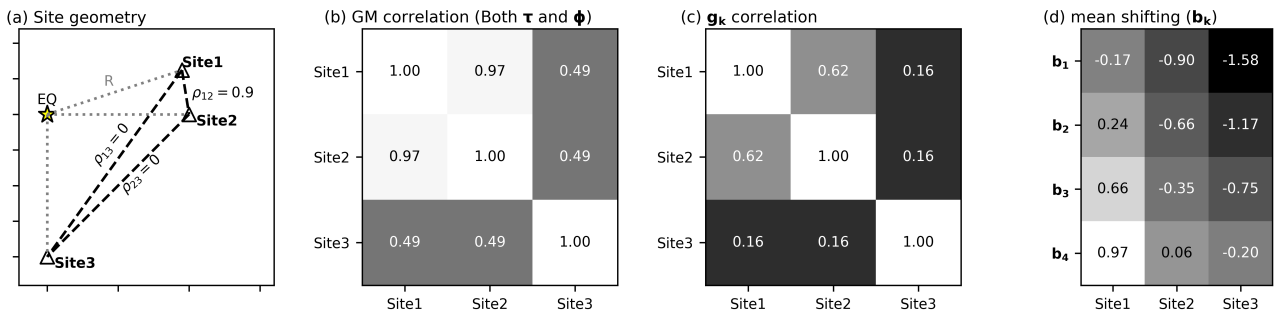 (a) Site geometry
EQ
R
Site1
ρ12 = 0.9
Site2
ρ13 = 0
ρ23 = 0
Site3
(b) GM correlation (Both τ and ϕ)
Site1 1.00 0.97 0.49
Site2 0.97 1.00 0.49
Site3 0.49 0.49 1.00
Site1 Site2 Site3
(c) gk correlation
Site1 1.00 0.62 0.16
Site2 0.62 1.00 0.16
Site3 0.16 0.16 1.00
Site1 Site2 Site3
(d) mean shifting (bk)
b1 -0.17 -0.90 -1.58
b2 0.24 -0.66 -1.17
b3 0.66 -0.35 -0.75
b4 0.97 0.06 -0.20
Site1 Site2 Site3